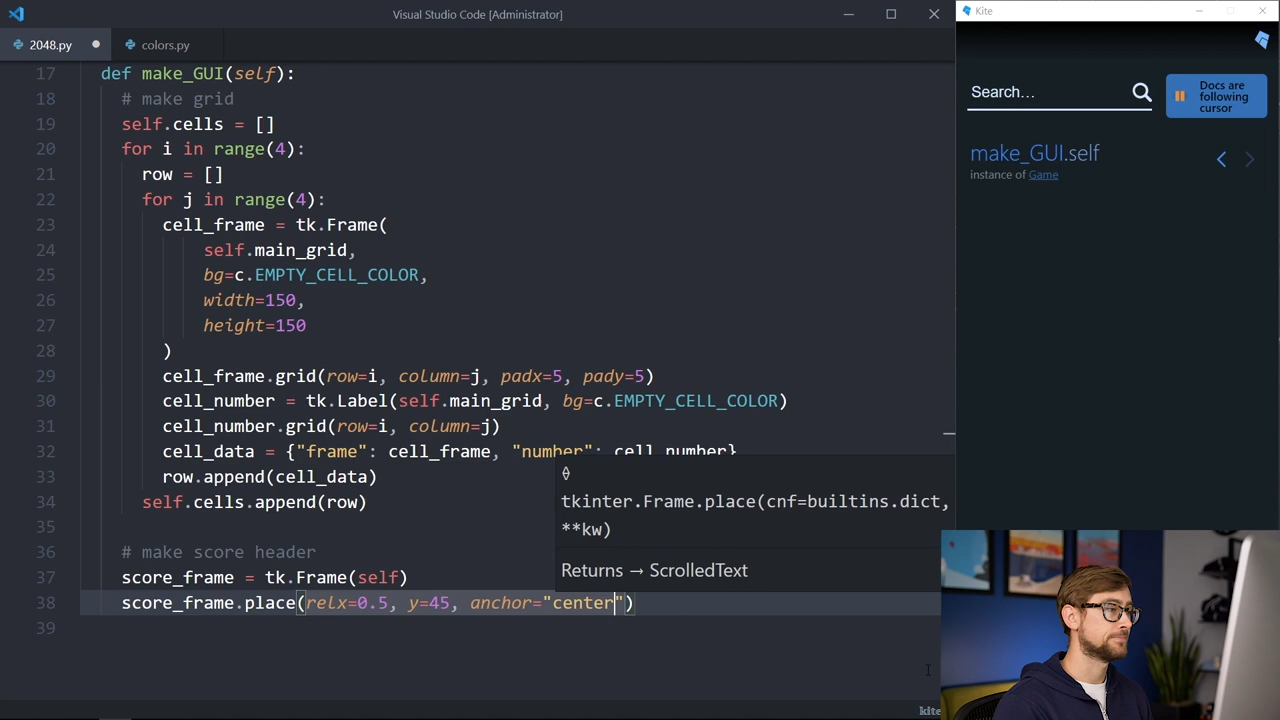 Visual Studio Code [Administrator]
2048.py
colors.py
17 def make_GUI(self):
18 # make grid
19 self.cells = []
20 for i in range(4):
21 row = []
22 for j in range(4):
23 cell_frame = tk.Frame(
24 self.main_grid,
25 bg=c.EMPTY_CELL_COLOR,
26 width=150,
27 height=150
28 )
29 cell_frame.grid(row=i, column=j, padx=5, pady=5)
30 cell_number = tk.Label(self.main_grid, bg=c.EMPTY_CELL_COLOR)
31 cell_number.grid(row=i, column=j)
32 cell_data = {"frame": cell_frame, "number": cell_number}
33 row.append(cell_data)
34 self.cells.append(row)
35
36 # make score header
37 score_frame = tk.Frame(self)
38 score_frame.place(relx=0.5, y=45, anchor="center")
39
tkinter.Frame.place(cnf=builtins.dict,
**kw)
Returns → ScrolledText
Kite
Search…
Docs are
following
cursor
make_GUI.self
instance of Game
kite